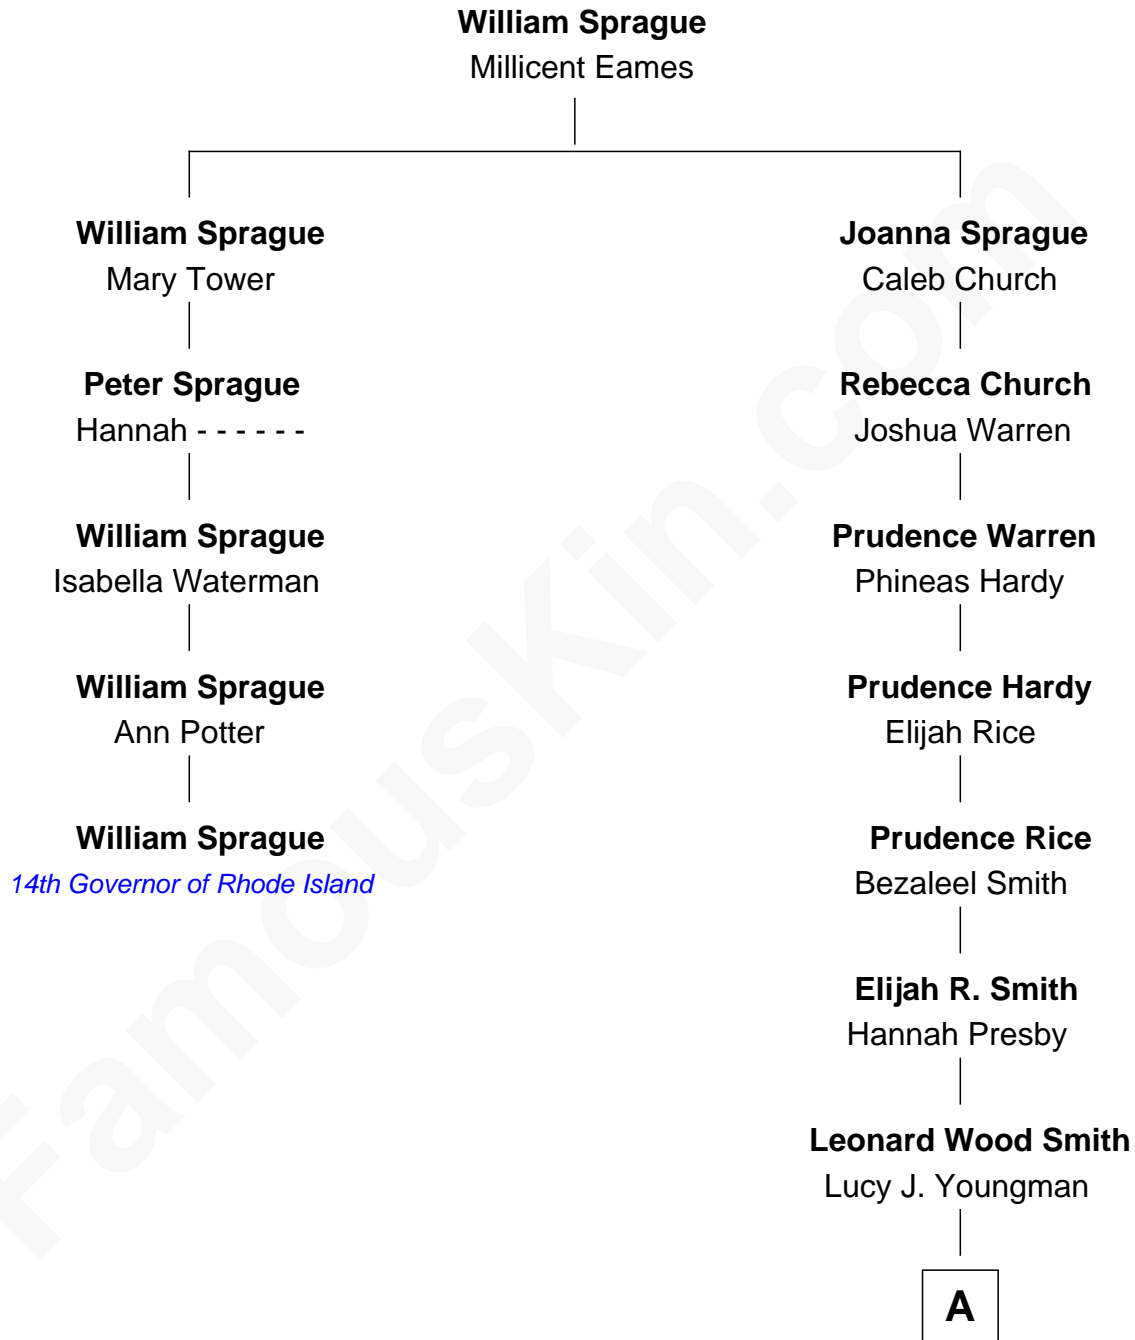 William Sprague
Millicent Eames
William Sprague
Mary Tower
Joanna Sprague
Caleb Church
Peter Sprague
Hannah - - - - - -
Rebecca Church
Joshua Warren
William Sprague
Isabella Waterman
Prudence Warren
Phineas Hardy
William Sprague
Ann Potter
Prudence Hardy
Elijah Rice
William Sprague
14th Governor of Rhode Island
Prudence Rice
Bezaleel Smith
Elijah R. Smith
Hannah Presby
Leonard Wood Smith
Lucy J. Youngman
A
FamousKin.com